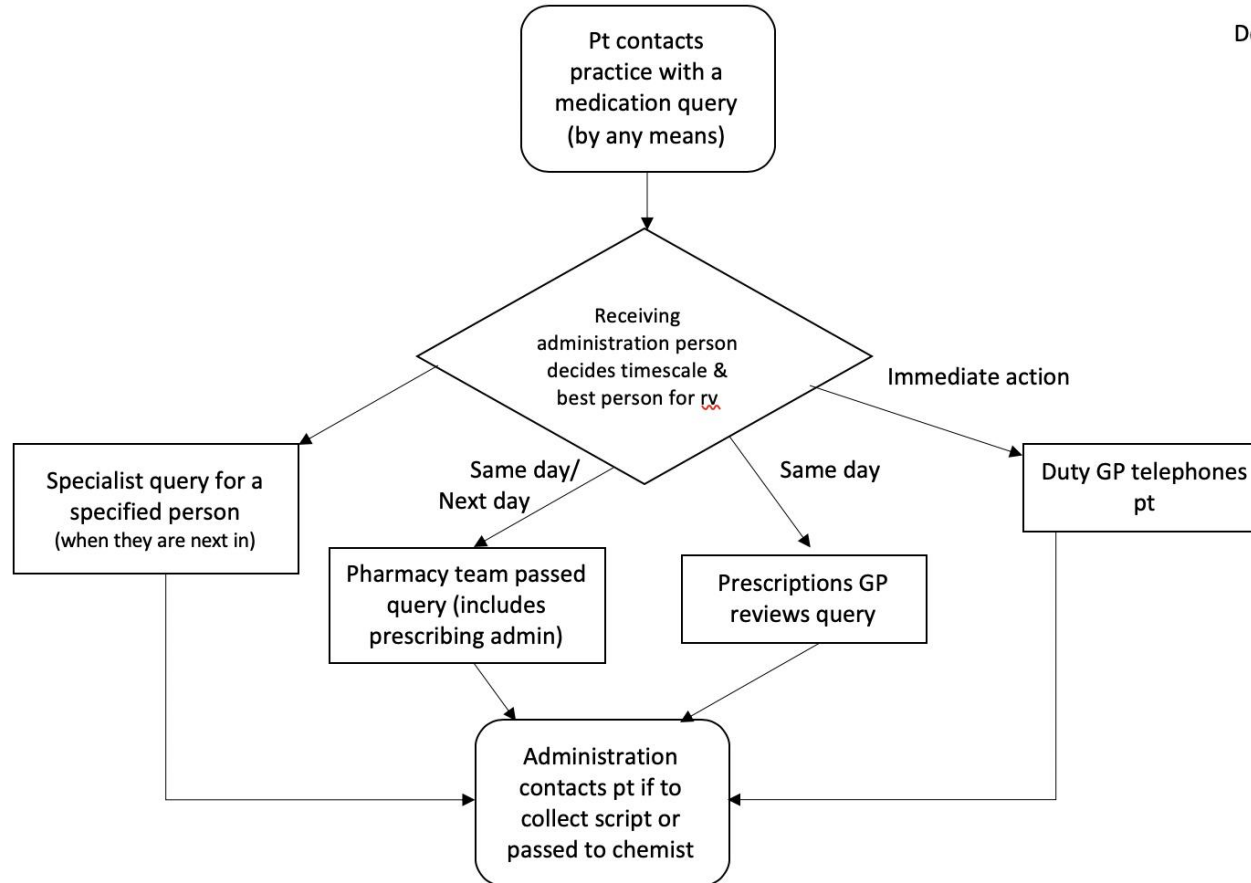 Pt contacts
practice with a
medication query
(by any means)
Receiving
administration person
decides timescale &
best person for rv
Immediate action
Same day/
Next day
Same day
Specialist query for a
specified person
(when they are next in)
Pharmacy team passed
query (includes
prescribing admin)
Prescriptions GP
reviews query
Duty GP telephones
pt
Administration
contacts pt if to
collect script or
passed to chemist